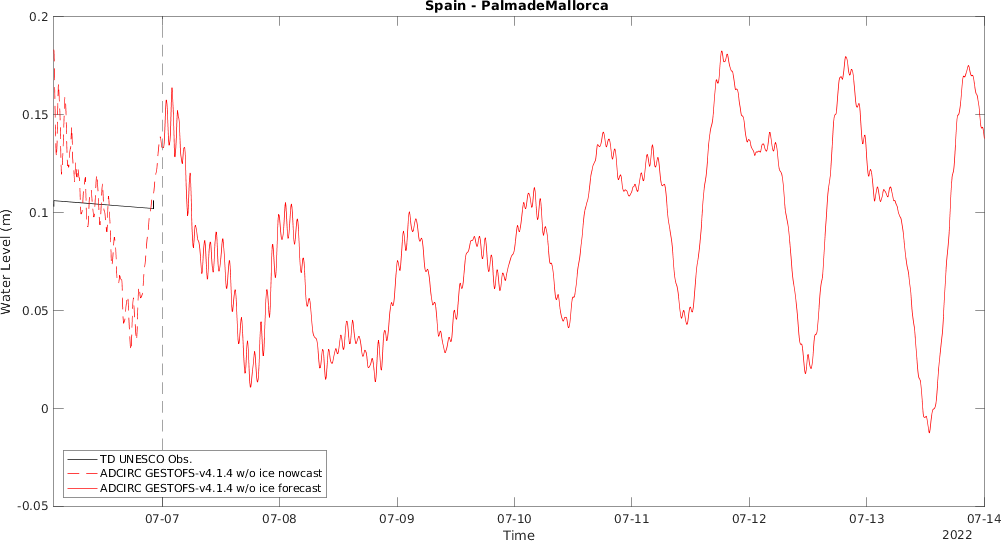 Spain - PalmadeMallorca
0.2
0.15
0.1
0.05
0
-0.05
Water Level (m)
TD UNESCO Obs.
ADCIRC GESTOFS-v4.1.4 w/o ice nowcast
ADCIRC GESTOFS-v4.1.4 w/o ice forecast
07-07 07-08 07-09 07-10 07-11 07-12 07-13 07-14
Time
2022